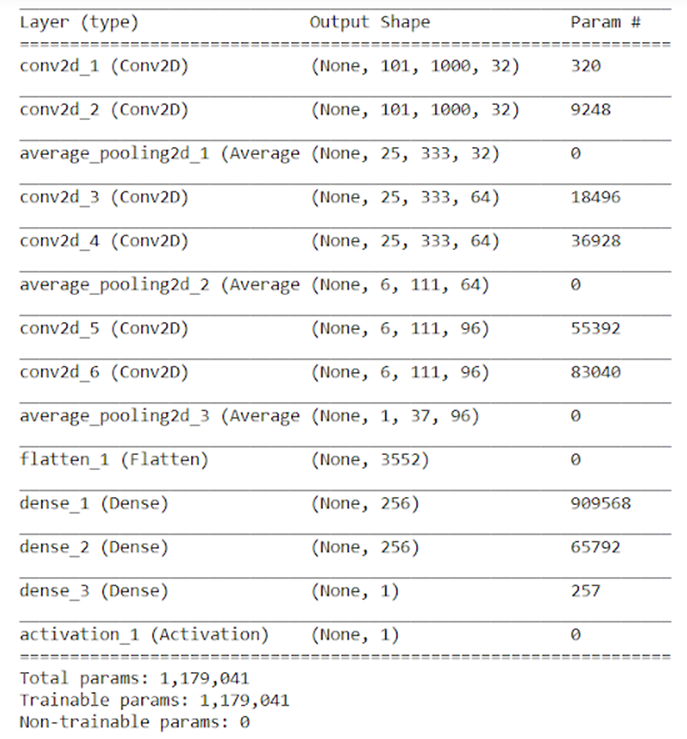 Layer (type) Output Shape Param #
=================================================================
conv2d_1 (Conv2D) (None, 101, 1000, 32) 320
conv2d_2 (Conv2D) (None, 101, 1000, 32) 9248
average_pooling2d_1 (Average (None, 25, 333, 32) 0
conv2d_3 (Conv2D) (None, 25, 333, 64) 18496
conv2d_4 (Conv2D) (None, 25, 333, 64) 36928
average_pooling2d_2 (Average (None, 6, 111, 64) 0
conv2d_5 (Conv2D) (None, 6, 111, 96) 55392
conv2d_6 (Conv2D) (None, 6, 111, 96) 83040
average_pooling2d_3 (Average (None, 1, 37, 96) 0
flatten_1 (Flatten) (None, 3552) 0
dense_1 (Dense) (None, 256) 909568
dense_2 (Dense) (None, 256) 65792
dense_3 (Dense) (None, 1) 257
activation_1 (Activation) (None, 1) 0
=================================================================
Total params: 1,179,041
Trainable params: 1,179,041
Non-trainable params: 0